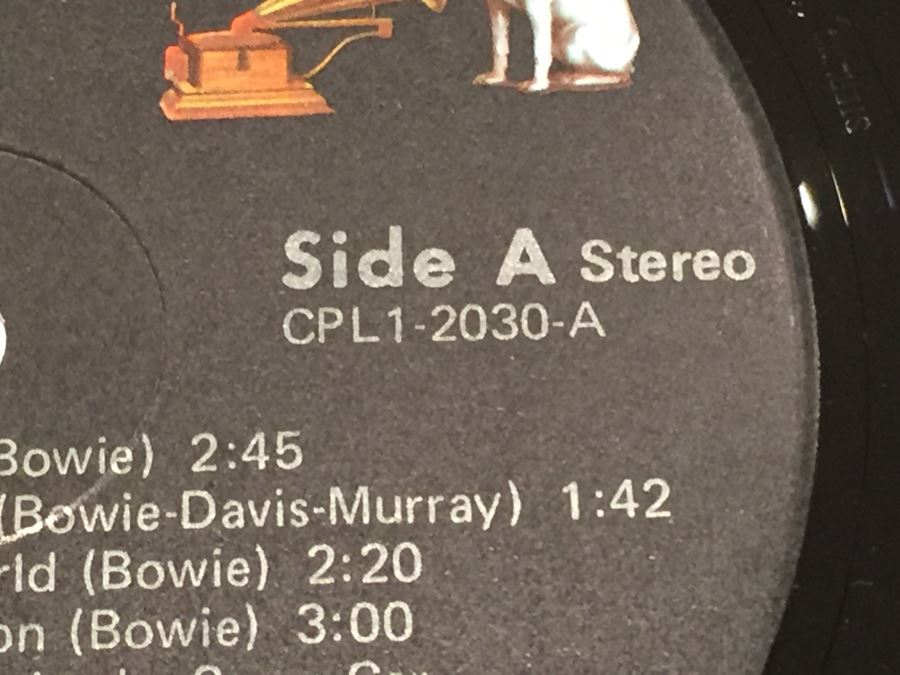 Side A Stereo
CPL1-2030-A
Bowie) 2:45
(Bowie-Davis-Murray) 1:42
rld (Bowie) 2:20
on (Bowie) 3:00